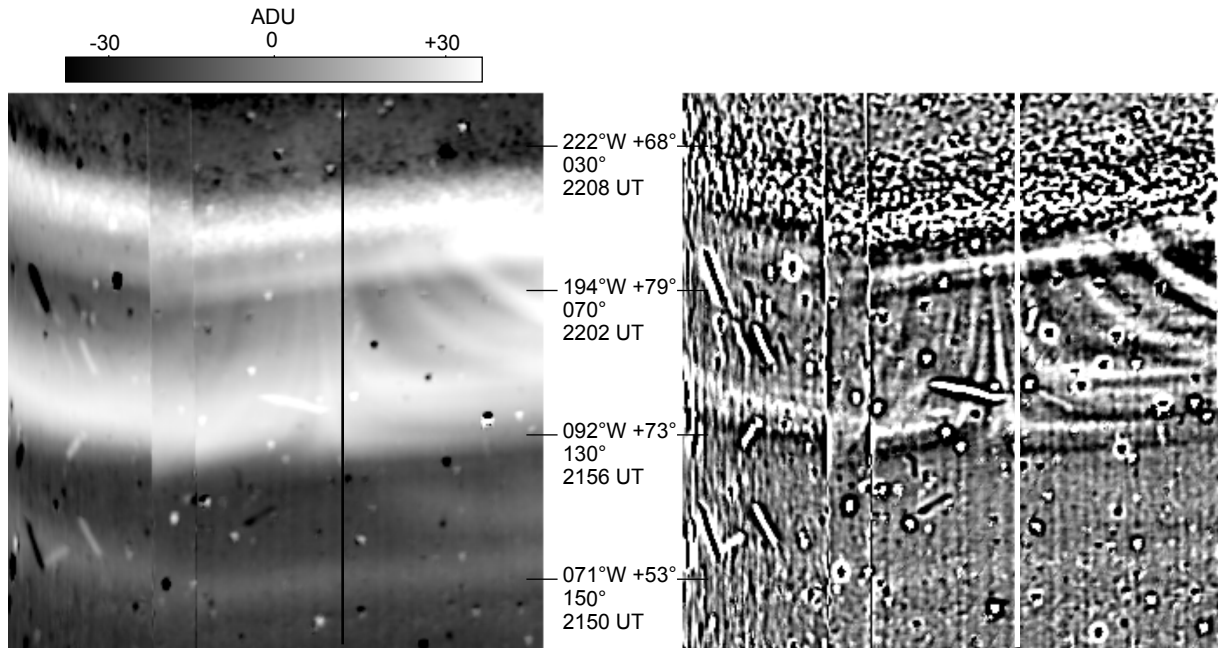 ADU
-30 0 +30
222°W +68°
030°
2208 UT
194°W +79°
070°
2202 UT
092°W +73°
130°
2156 UT
071°W +53°
150°
2150 UT